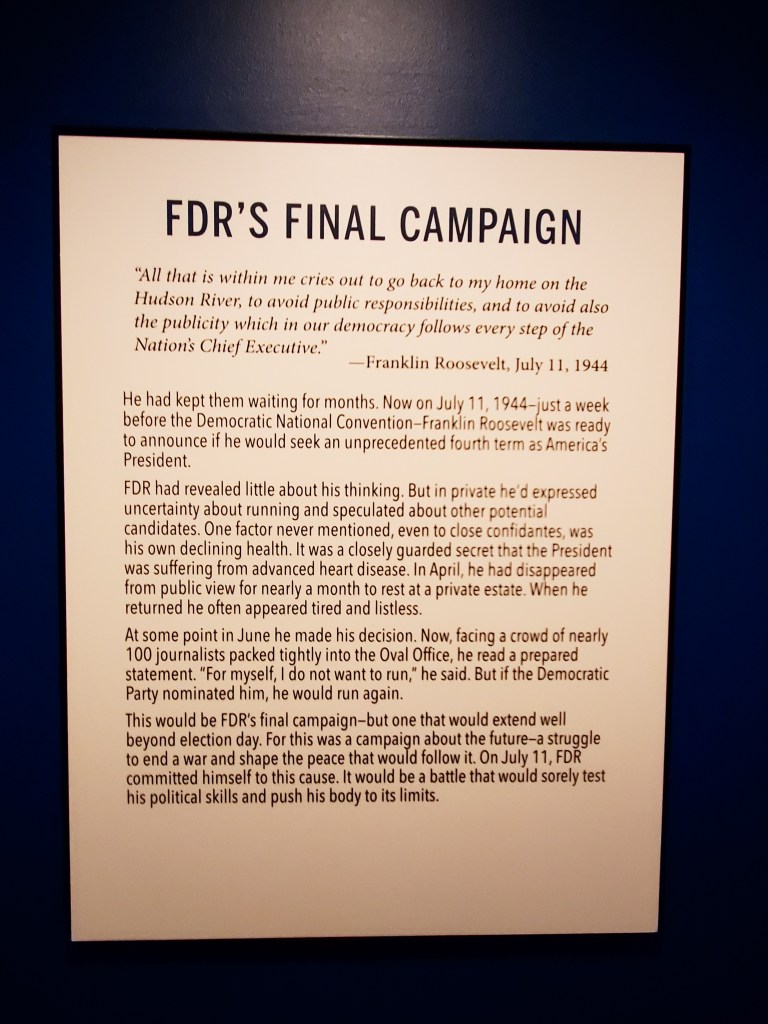 FDR'S FINAL CAMPAIGN
"All that is within me cries out to go back to my home on the
Hudson River, to avoid public responsibilities, and to avoid also
the publicity which in our democracy follows every step of the
Nation's Chief Executive."
—Franklin Roosevelt, July 11, 1944
He had kept them waiting for months. Now on July 11, 1944–just a week
before the Democratic National Convention–Franklin Roosevelt was ready
to announce if he would seek an unprecedented fourth term as America's
President.
FDR had revealed little about his thinking. But in private he'd expressed
uncertainty about running and speculated about other potential
candidates. One factor never mentioned, even to close confidantes, was
his own declining health. It was a closely guarded secret that the President
was suffering from advanced heart disease. In April, he had disappeared
from public view for nearly a month to rest at a private estate. When he
returned he often appeared tired and listless.
At some point in June he made his decision. Now, facing a crowd of nearly
100 journalists packed tightly into the Oval Office, he read a prepared
statement. "For myself, I do not want to run," he said. But if the Democratic
Party nominated him, he would run again.
This would be FDR's final campaign–but one that would extend well
beyond election day. For this was a campaign about the future–a struggle
to end a war and shape the peace that would follow it. On July 11, FDR
committed himself to this cause. It would be a battle that would sorely test
his political skills and push his body to its limits.